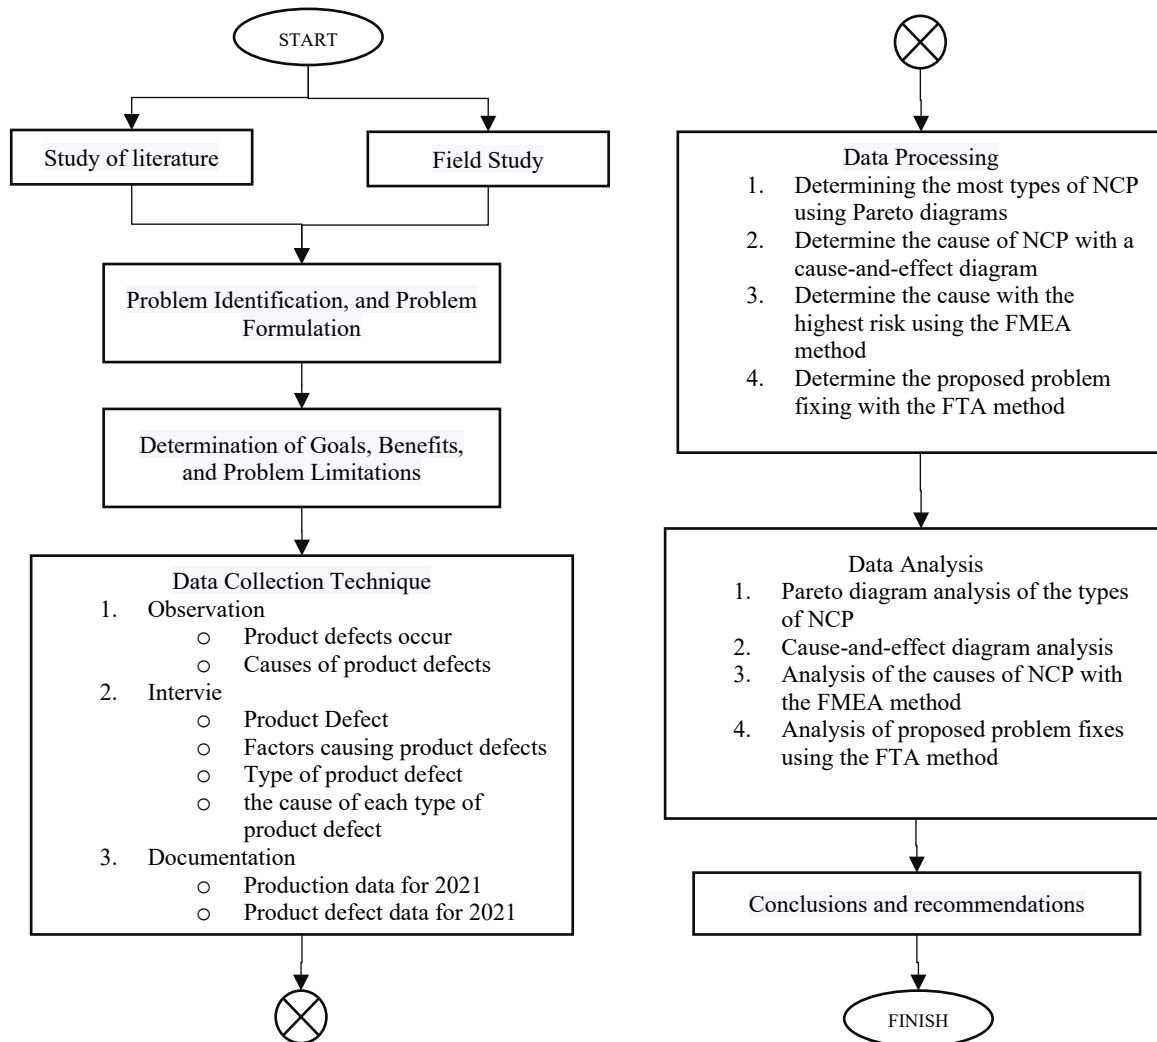 START
Study of literature
Field Study
Problem Identification, and Problem
Formulation
Determination of Goals, Benefits,
and Problem Limitations
Data Collection Technique
1. Observation
o Product defects occur
o Causes of product defects
2. Intervie
o Product Defect
o Factors causing product defects
o Type of product defect
o the cause of each type of
product defect
3. Documentation
o Production data for 2021
o Product defect data for 2021
Data Processing
1. Determining the most types of NCP
using Pareto diagrams
2. Determine the cause of NCP with a
cause-and-effect diagram
3. Determine the cause with the
highest risk using the FMEA
method
4. Determine the proposed problem
fixing with the FTA method
Data Analysis
1. Pareto diagram analysis of the types
of NCP
2. Cause-and-effect diagram analysis
3. Analysis of the causes of NCP with
the FMEA method
4. Analysis of proposed problem fixes
using the FTA method
Conclusions and recommendations
FINISH